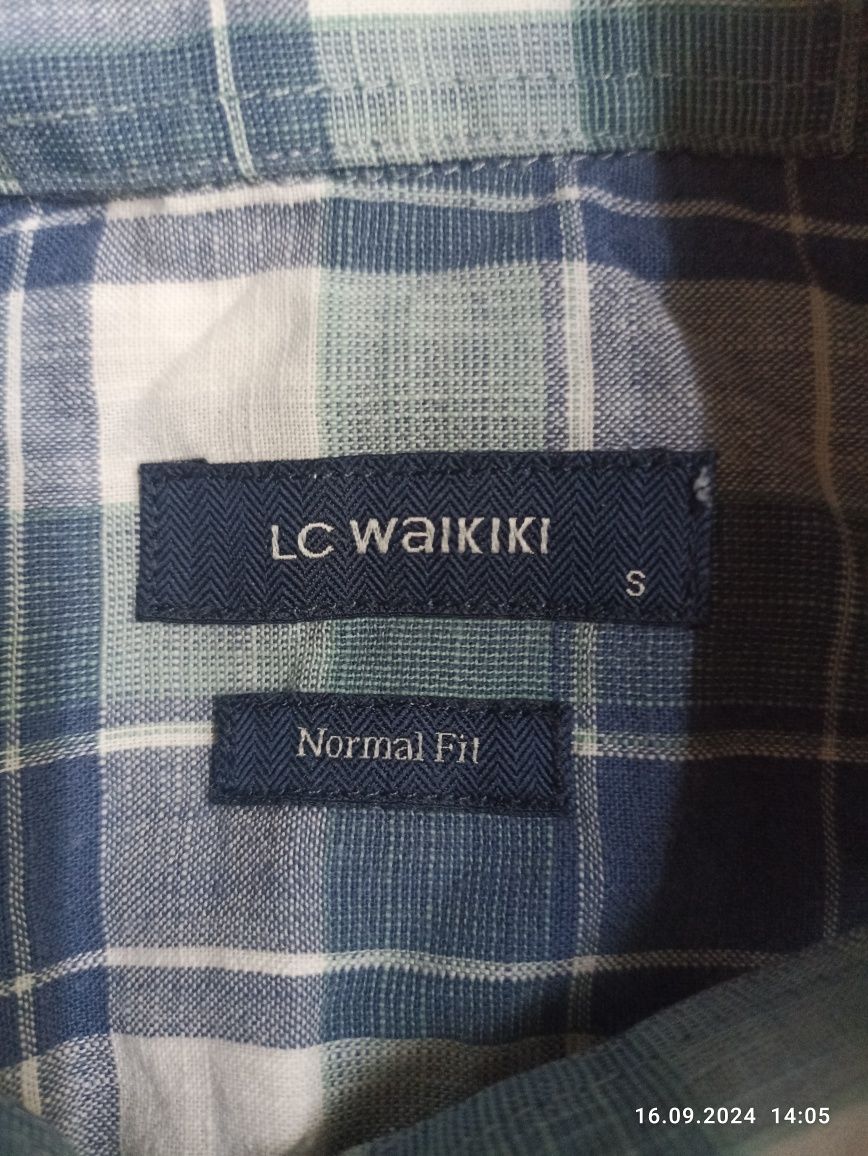 LC WAIKIKI
S
Normal Fit
16.09.2024 14:05